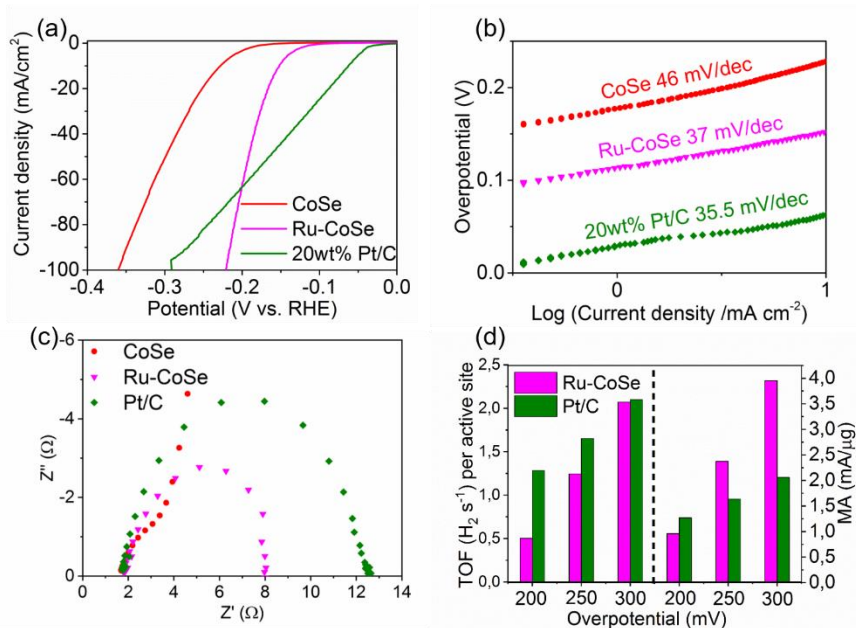 (a)
0
-20
-40
-60
-80
-100
Current density (mA/cm²)
CoSe
Ru-CoSe
20wt% Pt/C
-0.4 -0.3 -0.2 -0.1 0.0
Potential (V vs. RHE)
(b)
0.2
0.1
0.0
Overpotential (V)
CoSe 46 mV/dec
Ru-CoSe 37 mV/dec
20wt% Pt/C 35.5 mV/dec
0 1
Log (Current density /mA cm⁻²)
(c)
CoSe
Ru-CoSe
Pt/C
-6
-4
-2
0
Z'' (Ω)
0 2 4 6 8 10 12 14
Z' (Ω)
(d)
2,5
2,0
1,5
1,0
0,5
0,0
TOF (H₂ s⁻¹) per active site
Ru-CoSe
Pt/C
4,0
3,5
3,0
2,5
2,0
1,5
1,0
0,5
0,0
MA (mA/μg)
200 250 300 200 250 300
Overpotential (mV)